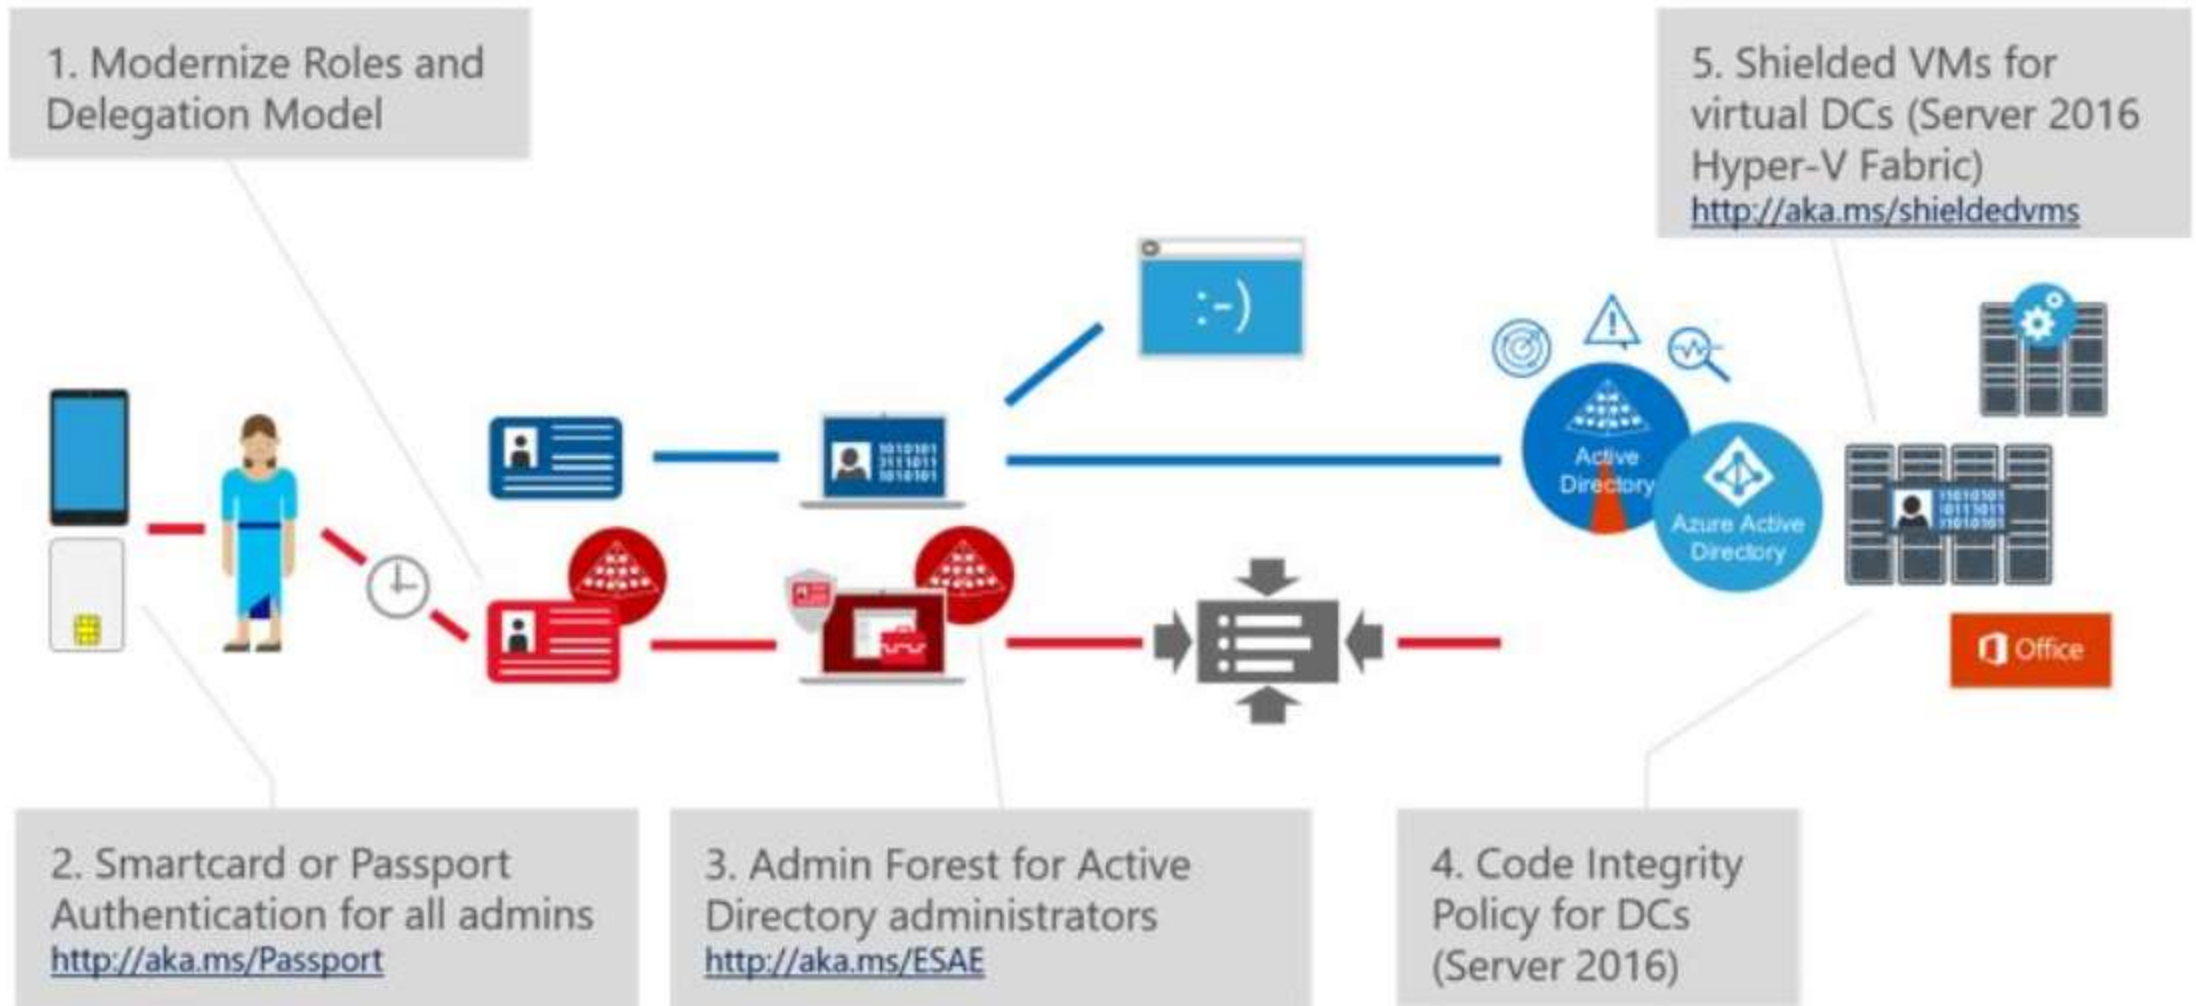 1. Modernize Roles and
Delegation Model
5. Shielded VMs for
virtual DCs (Server 2016
Hyper-V Fabric)
http://aka.ms/shieldedvms
:-)
Active
Directory
Azure Active
Directory
Office
2. Smartcard or Passport
Authentication for all admins
http://aka.ms/Passport
3. Admin Forest for Active
Directory administrators
http://aka.ms/ESAE
4. Code Integrity
Policy for DCs
(Server 2016)